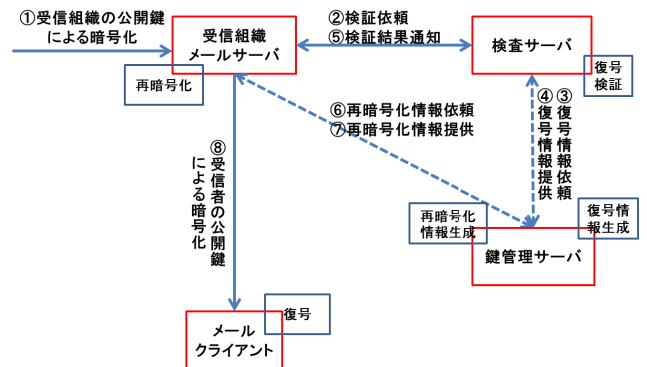 ①受信組織の公開鍵
による暗号化
受信組織
メールサーバ
再暗号化
②検証依頼
⑤検証結果通知
検査サーバ
復号
検証
③復号情報依頼
④復号情報提供
⑥再暗号化情報依頼
⑦再暗号化情報提供
⑧受信者の公開鍵
による暗号化
再暗号化
情報生成
復号情
報生成
鍵管理サーバ
復号
メール
クライアント